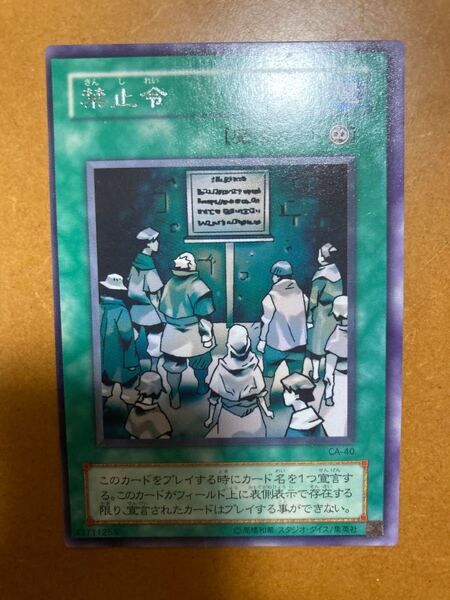 禁止令
CA-40
このカードをプレイする時にカード名を1つ宣言す
る。このカードがフィールド上に表側表示で存在する
限り、宣言されたカードはプレイする事ができない。
©高橋和希 スタジオ・ダイス/集英社